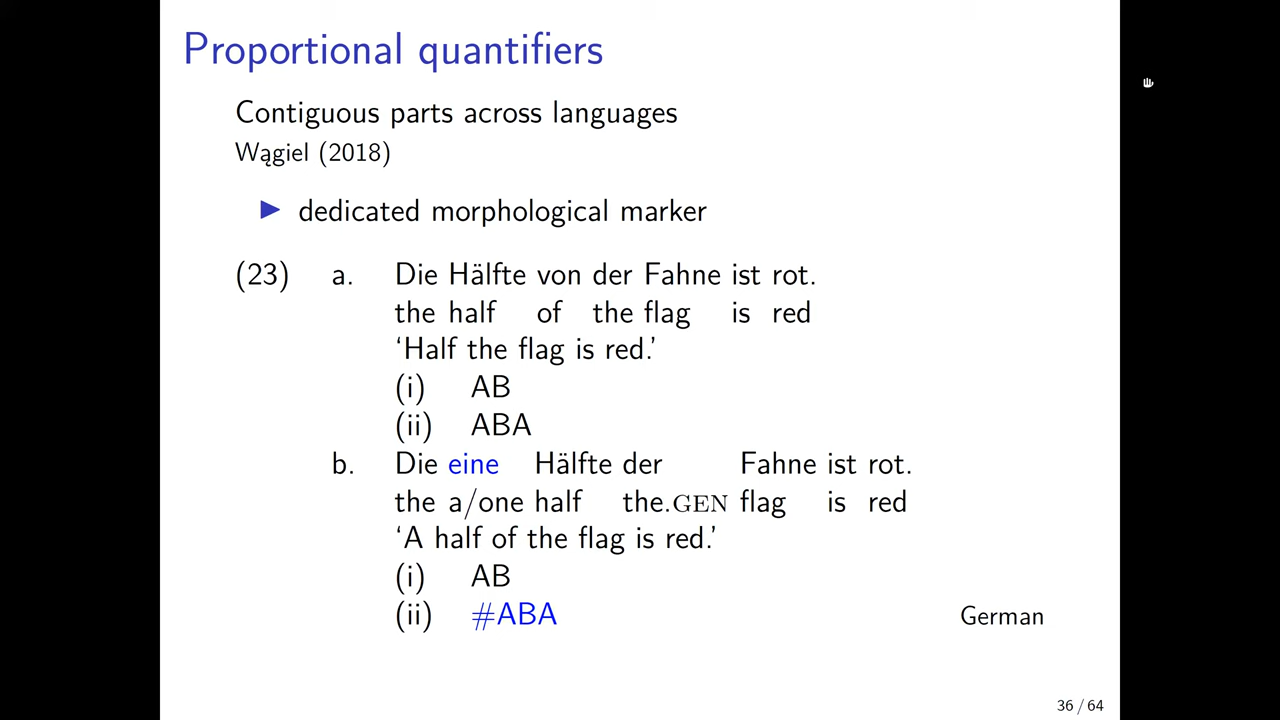 Proportional quantifiers
Contiguous parts across languages
Wągiel (2018)
▶ dedicated morphological marker
(23) a. Die Hälfte von der Fahne ist rot.
the half of the flag is red
‘Half the flag is red.’
(i) AB
(ii) ABA
b. Die eine Hälfte der Fahne ist rot.
the a/one half the.GEN flag is red
‘A half of the flag is red.’
(i) AB
(ii) #ABA German
36 / 64